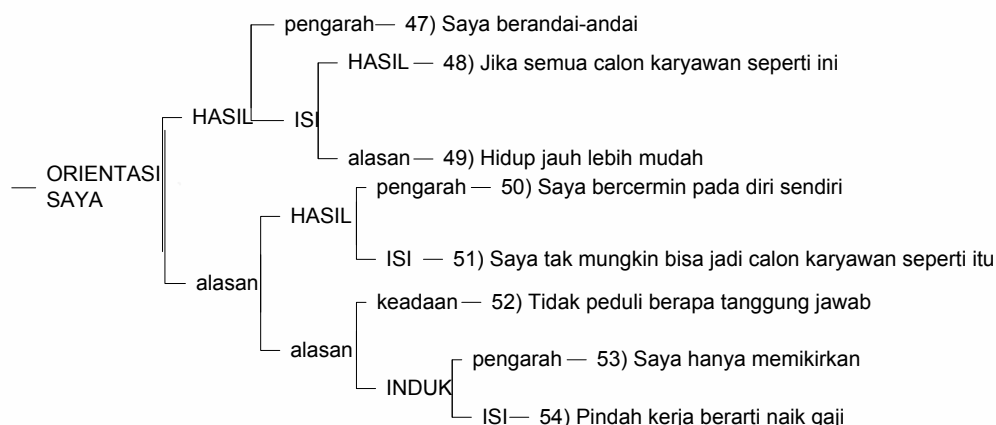 pengarah — 47) Saya berandai-andai
HASIL — 48) Jika semua calon karyawan seperti ini
HASIL
ISI
alasan — 49) Hidup jauh lebih mudah
ORIENTASI
SAYA
pengarah — 50) Saya bercermin pada diri sendiri
HASIL
ISI — 51) Saya tak mungkin bisa jadi calon karyawan seperti itu
alasan
keadaan — 52) Tidak peduli berapa tanggung jawab
alasan
pengarah — 53) Saya hanya memikirkan
INDUK
ISI — 54) Pindah kerja berarti naik gaji